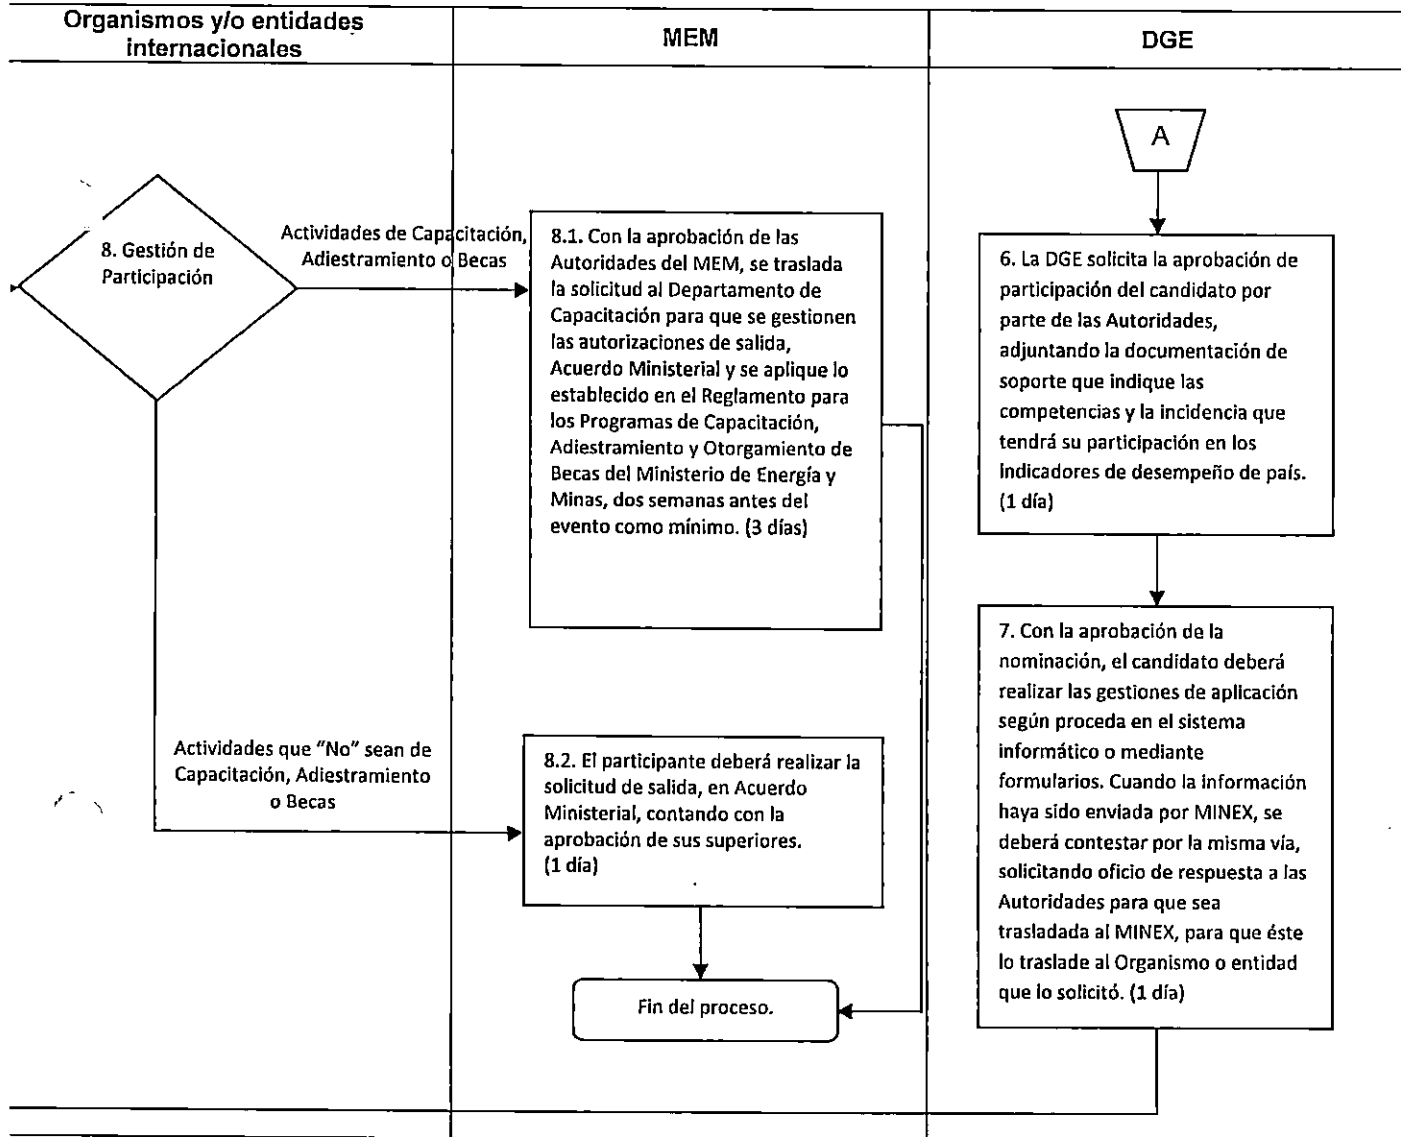 Organismos y/o entidades
internacionales
MEM
DGE
A
8. Gestión de
Participación
Actividades de Capacitación,
Adiestramiento o Becas
8.1. Con la aprobación de las
Autoridades del MEM, se traslada
la solicitud al Departamento de
Capacitación para que se gestionen
las autorizaciones de salida,
Acuerdo Ministerial y se aplique lo
establecido en el Reglamento para
los Programas de Capacitación,
Adiestramiento y Otorgamiento de
Becas del Ministerio de Energía y
Minas, dos semanas antes del
evento como mínimo. (3 días)
6. La DGE solicita la aprobación de
participación del candidato por
parte de las Autoridades,
adjuntando la documentación de
soporte que indique las
competencias y la incidencia que
tendrá su participación en los
indicadores de desempeño de país.
(1 día)
7. Con la aprobación de la
nominación, el candidato deberá
realizar las gestiones de aplicación
según proceda en el sistema
informático o mediante
formularios. Cuando la información
haya sido enviada por MINEX, se
deberá contestar por la misma vía,
solicitando oficio de respuesta a las
Autoridades para que sea
trasladada al MINEX, para que éste
lo traslade al Organismo o entidad
que lo solicitó. (1 día)
Actividades que "No" sean de
Capacitación, Adiestramiento
o Becas
8.2. El participante deberá realizar la
solicitud de salida, en Acuerdo
Ministerial, contando con la
aprobación de sus superiores.
(1 día)
Fin del proceso.